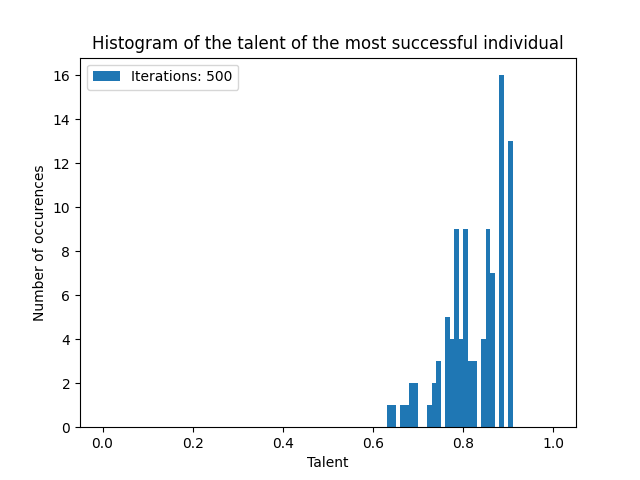 Histogram of the talent of the most successful individual
Iterations: 500
Number of occurences
16
14
12
10
8
6
4
2
0
0.0 0.2 0.4 0.6 0.8 1.0
Talent